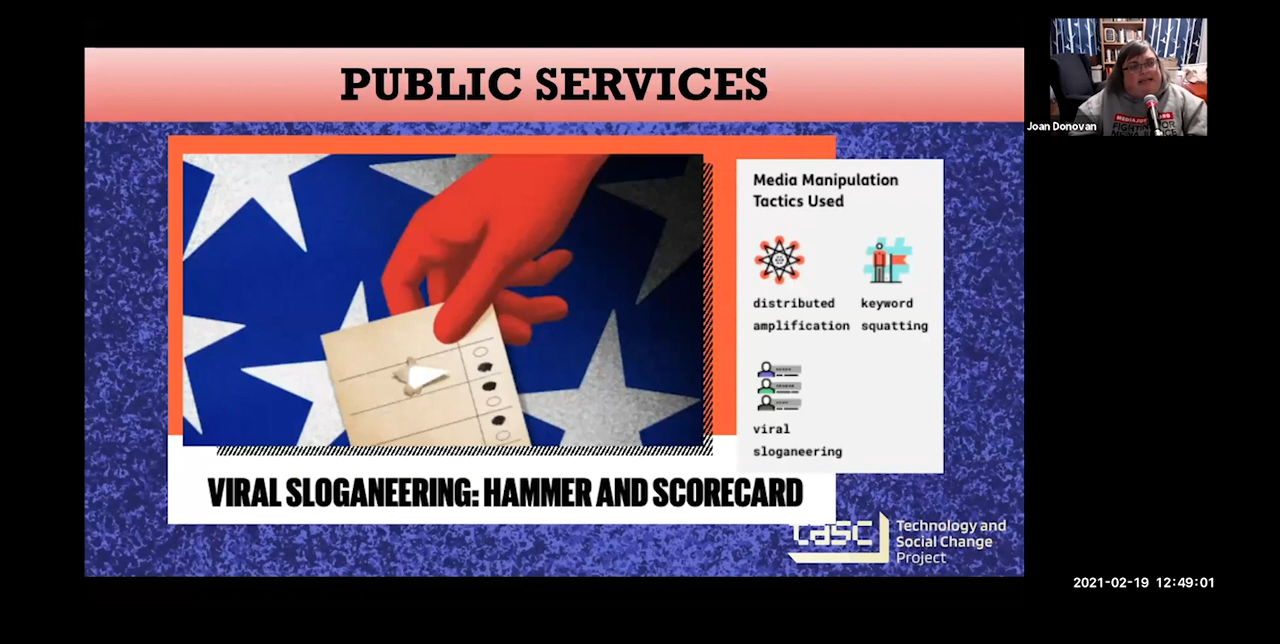 PUBLIC SERVICES
Joan Donovan
Media Manipulation
Tactics Used
distributed
amplification
keyword
squatting
viral
sloganeering
VIRAL SLOGANEERING: HAMMER AND SCORECARD
tasc
Technology and
Social Change
Project
2021-02-19 12:49:01